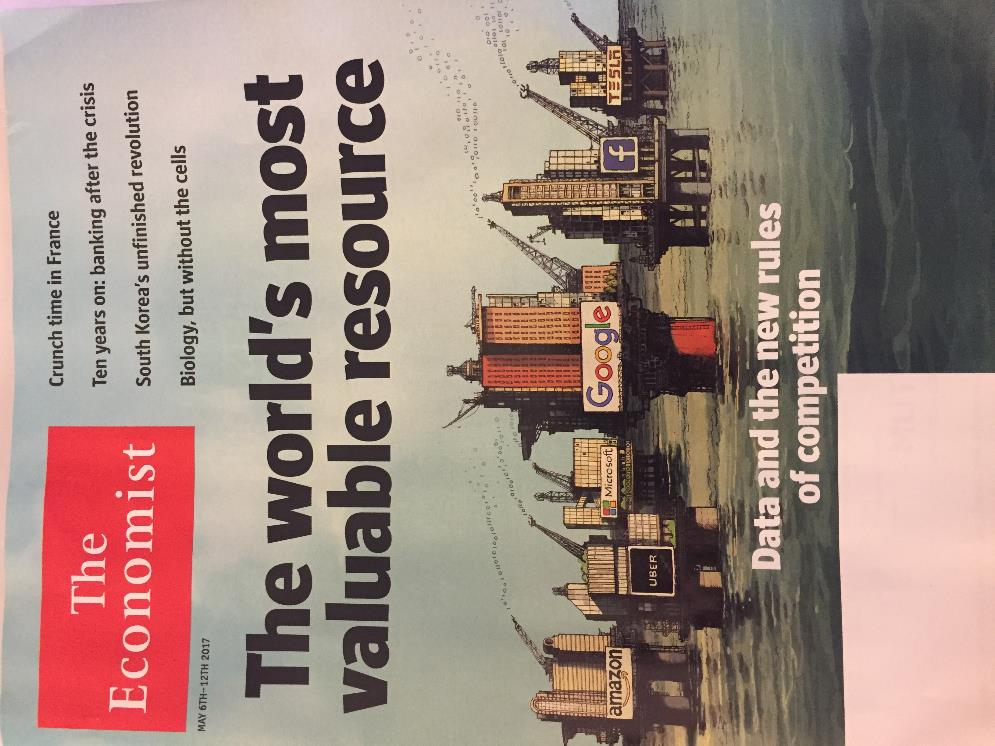 The
Economist
MAY 6TH–12TH 2017
Crunch time in France
Ten years on: banking after the crisis
South Korea's unfinished revolution
Biology, but without the cells
The world's most
valuable resource
amazon
UBER
Microsoft
Google
f
TESLA
Data and the new rules
of competition